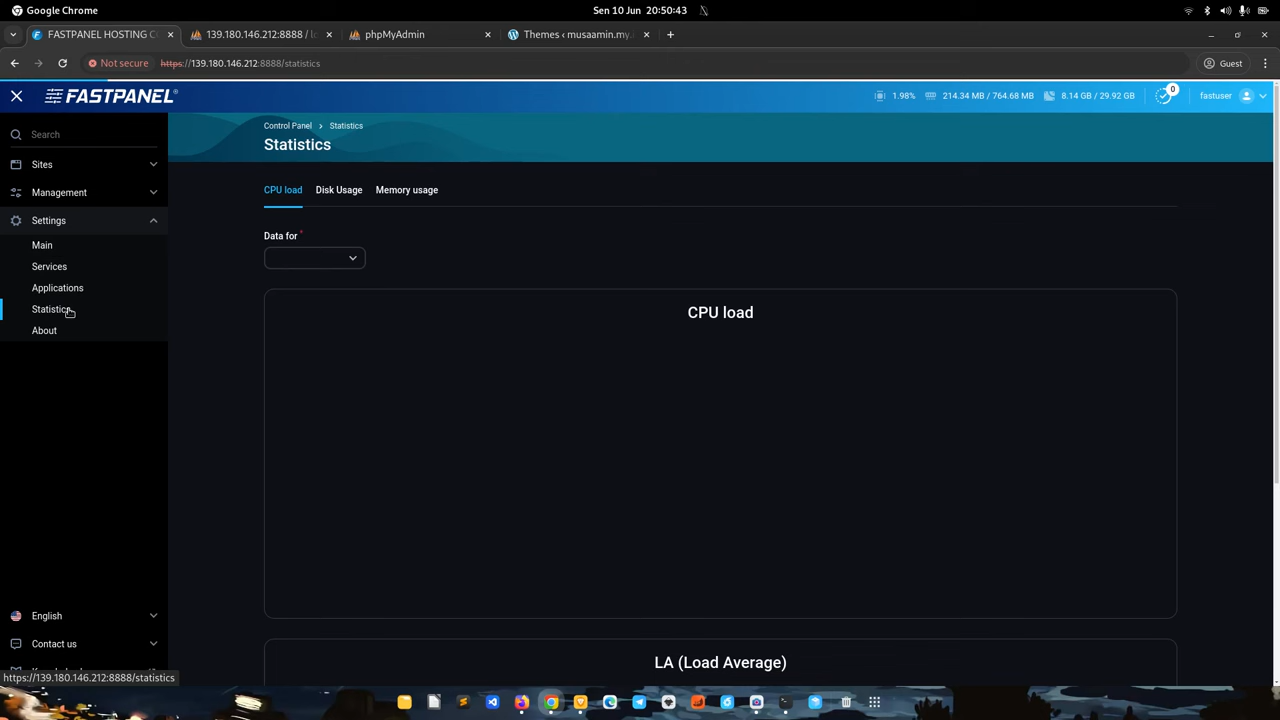 Google Chrome
Sen 10 Jun 20:50:43
FASTPANEL HOSTING C
139.180.146.212:8888 / lo
phpMyAdmin
Themes ‹ musaamin.my.i
Not secure
https://139.180.146.212:8888/statistics
Guest
FASTPANEL
1.98%
214.34 MB / 764.68 MB
8.14 GB / 29.92 GB
0
fastuser
Search
Sites
Management
Settings
Main
Services
Applications
Statistics
About
English
Contact us
Control Panel
Statistics
Statistics
CPU load
Disk Usage
Memory usage
Data for *
CPU load
LA (Load Average)
https://139.180.146.212:8888/statistics